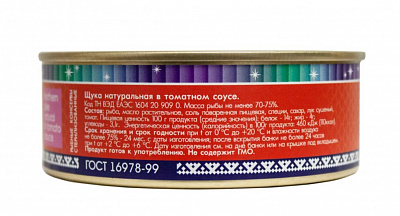 Щука натуральная в томатном соусе.
Код ТН ВЭД ЕАЭС 1604 20 909 0. Масса рыбы не менее 70-75%.
Состав: рыба, масло растительное, соль поваренная пищевая, специи, сахар, лук сушеный,
томат. Пищевая ценность 100 г продукта (средние значения): белок - 14г; жир - 4г;
углеводы - 3,1г. Энергетическая ценность (калорийность) в 100г продукта: 460 кДж (110ккал).
Срок хранения и срок годности при t от 0 °С до +20 °С и влажности воздуха
не более 75% - 24 мес. с даты изготовления, после вскрытия банки не более 24 часов
при t от +2 °С до +6 °С. Дата изготовления см. на дне банки или на крышке под вкладышем.
Продукт готов к употреблению. Не содержит ГМО.
ГОСТ 16978-99